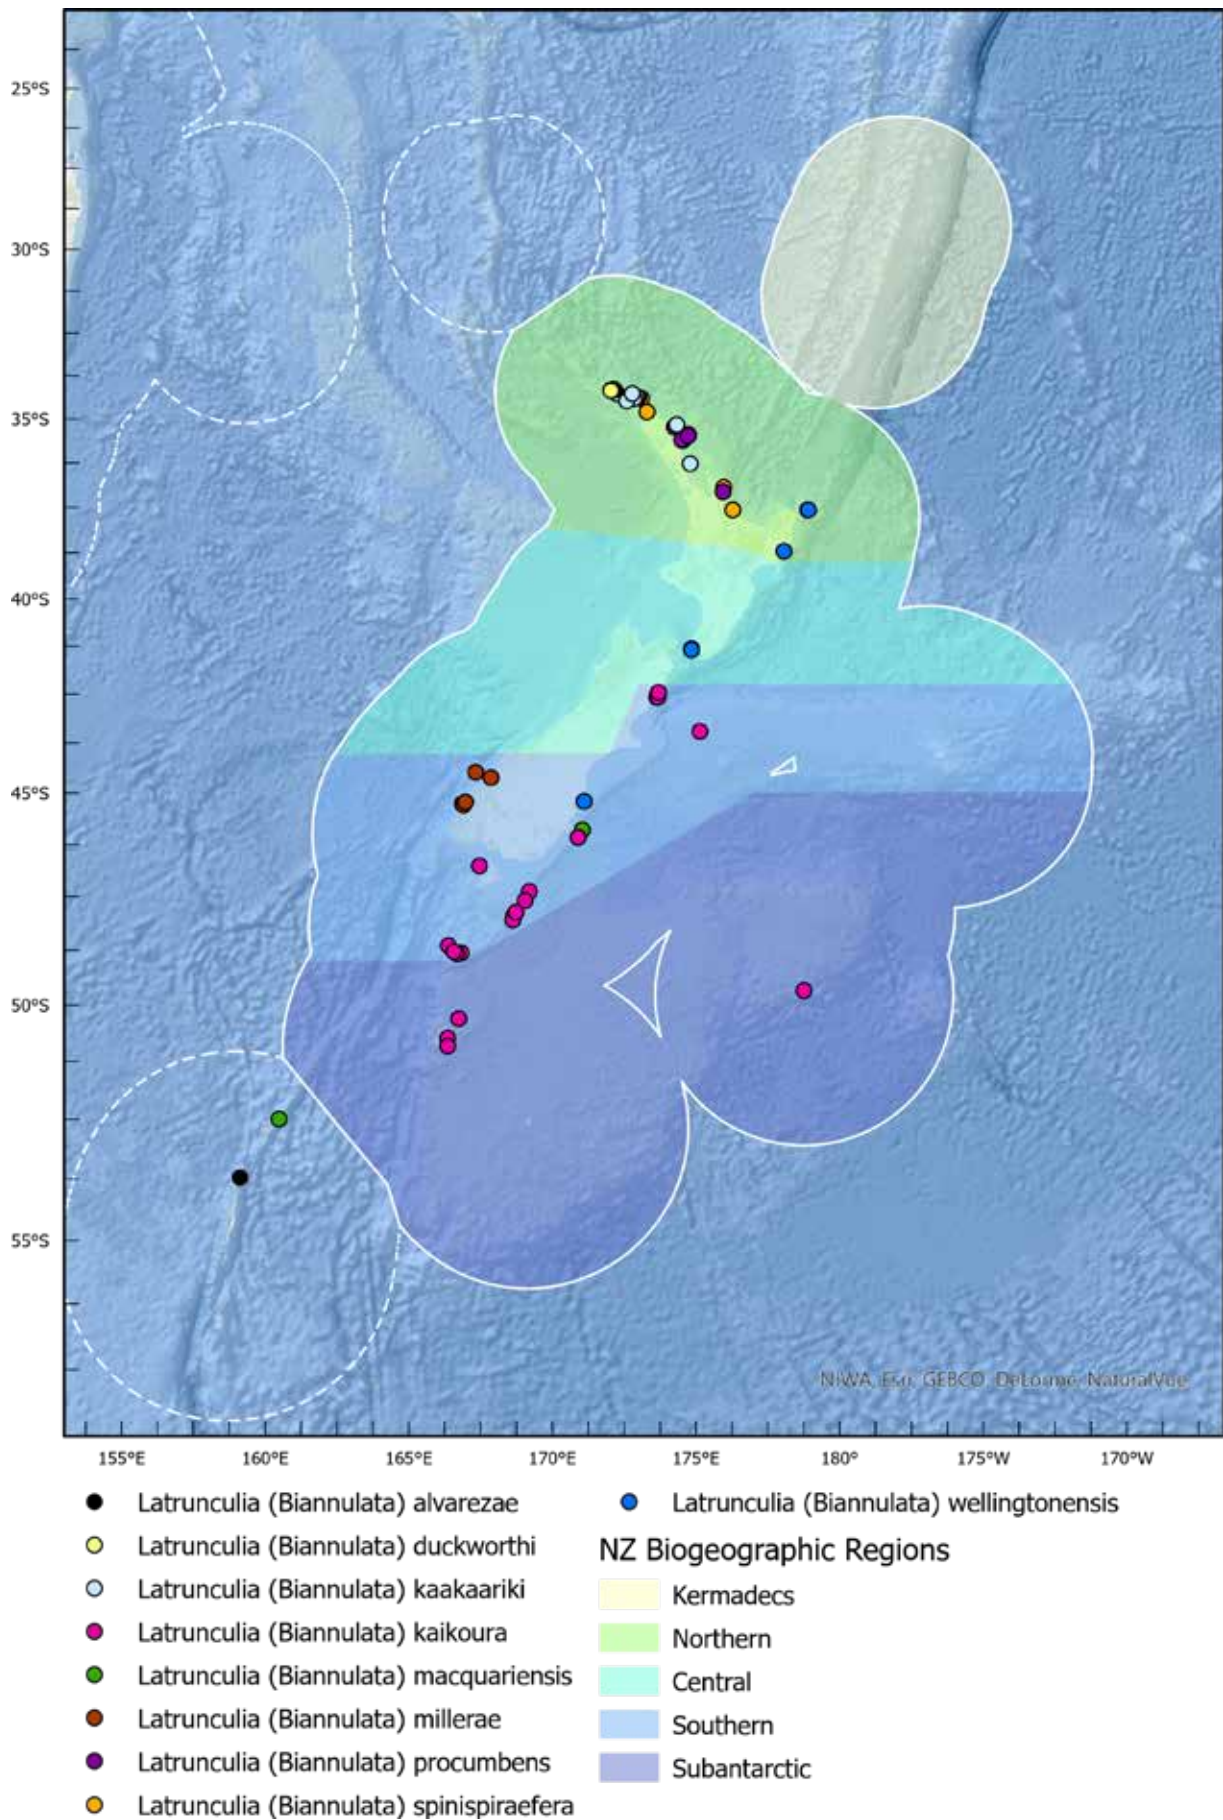 25°S
30°S
35°S
40°S
45°S
50°S
55°S
NIWA, Esri, GEBCO, DeLorme, NaturalVue
155°E 160°E 165°E 170°E 175°E 180° 175°W 170°W
Latrunculia (Biannulata) alvarezae
Latrunculia (Biannulata) duckworthi
Latrunculia (Biannulata) kaakaariki
Latrunculia (Biannulata) kaikoura
Latrunculia (Biannulata) macquariensis
Latrunculia (Biannulata) millerae
Latrunculia (Biannulata) procumbens
Latrunculia (Biannulata) spinispiraefera
Latrunculia (Biannulata) wellingtonensis
NZ Biogeographic Regions
Kermadecs
Northern
Central
Southern
Subantarctic